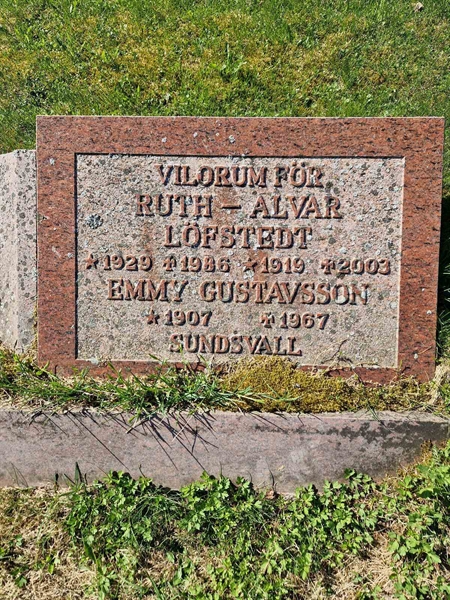 VILORUM FÖR
RUTH – ALVAR
LÖFSTEDT
★1929 ✝1986 ★1919 ✝2003
EMMY GUSTAVSSON
★1907 ✝1967
SUNDSVALL